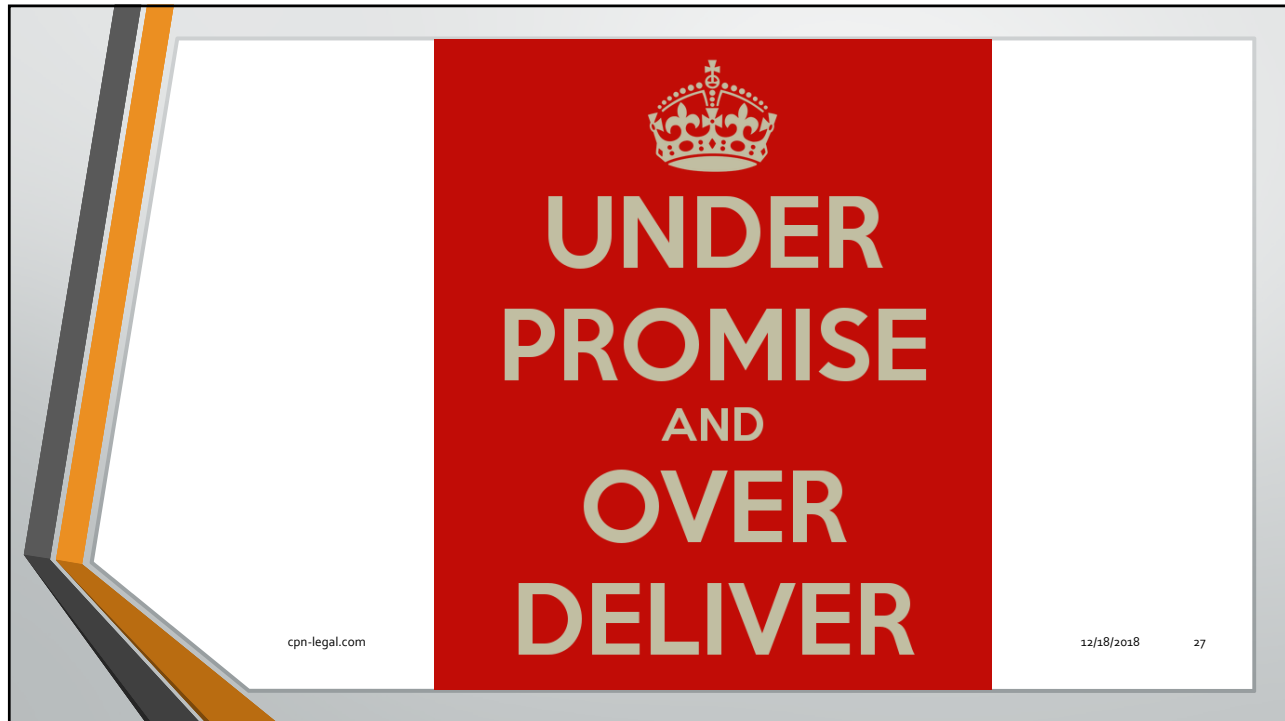 UNDER
PROMISE
AND
OVER
DELIVER
cpn-legal.com
12/18/2018
27